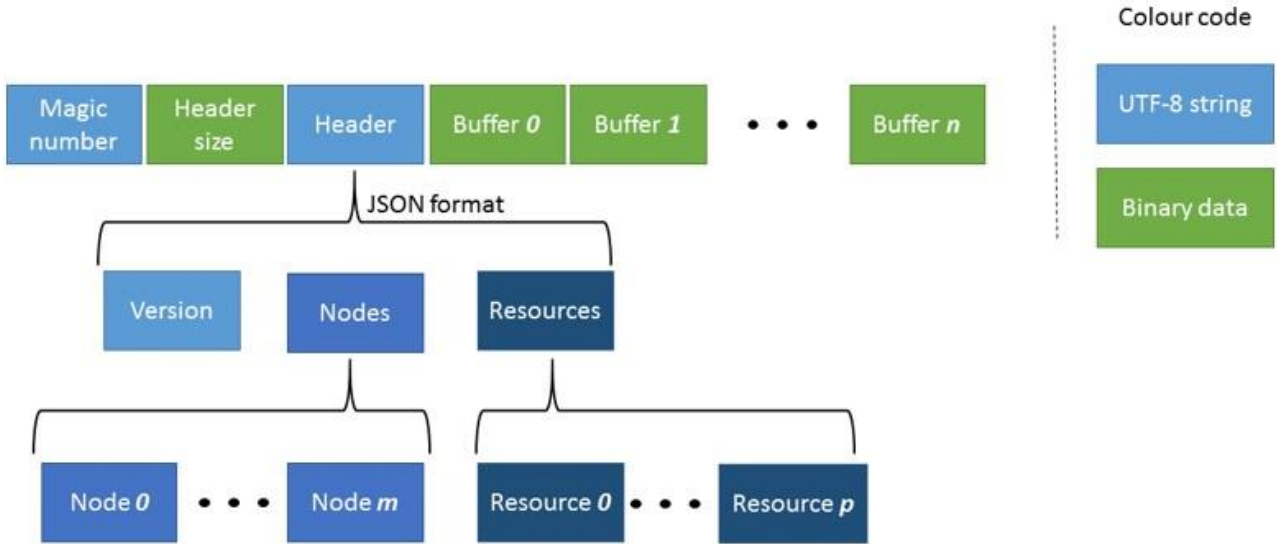 Colour code
Magic
number
Header
size
Header
Buffer 0
Buffer 1
• • •
Buffer n
UTF-8 string
Binary data
JSON format
Version
Nodes
Resources
Node 0
• • •
Node m
Resource 0
• • •
Resource p